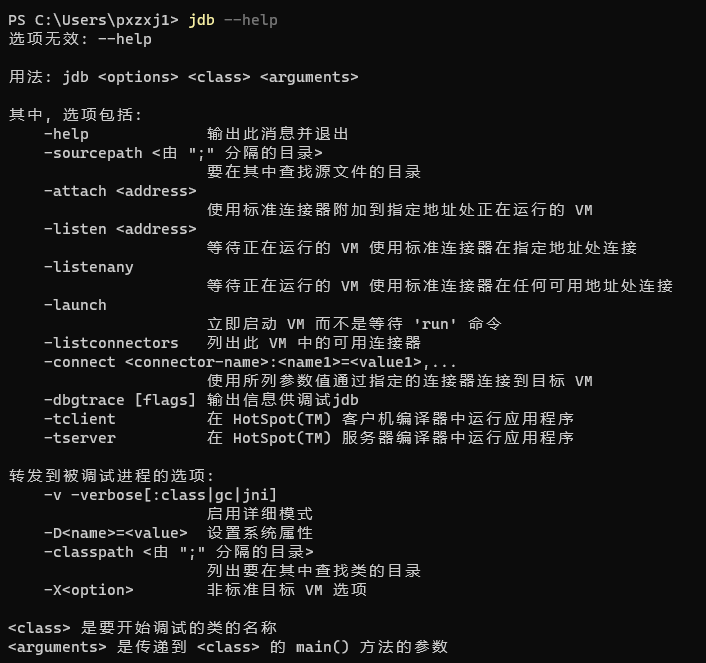 PS C:\Users\pxzxj1> jdb --help
选项无效: --help
用法: jdb <options> <class> <arguments>
其中, 选项包括:
-help 输出此消息并退出
-sourcepath <由 ";" 分隔的目录>
要在其中查找源文件的目录
-attach <address>
使用标准连接器附加到指定地址处正在运行的 VM
-listen <address>
等待正在运行的 VM 使用标准连接器在指定地址处连接
-listenany
等待正在运行的 VM 使用标准连接器在任何可用地址处连接
-launch
立即启动 VM 而不是等待 'run' 命令
-listconnectors 列出此 VM 中的可用连接器
-connect <connector-name>:<name1>=<value1>,...
使用所列参数值通过指定的连接器连接到目标 VM
-dbgtrace [flags] 输出信息供调试jdb
-tclient 在 HotSpot(TM) 客户机编译器中运行应用程序
-tserver 在 HotSpot(TM) 服务器编译器中运行应用程序
转发到被调试进程的选项:
-v -verbose[:class|gc|jni]
启用详细模式
-D<name>=<value> 设置系统属性
-classpath <由 ";" 分隔的目录>
列出要在其中查找类的目录
-X<option> 非标准目标 VM 选项
<class> 是要开始调试的类的名称
<arguments> 是传递到 <class> 的 main() 方法的参数